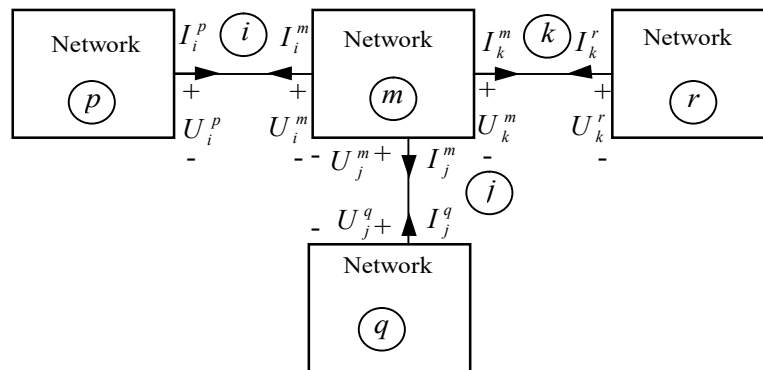 Network I_i^p i I_i^m Network I_k^m k I_k^r Network
p + - U_i^p + - U_i^m m + - U_k^m + - U_k^r r
- U_j^m + I_j^m j
- U_j^q + I_j^q
Network
q